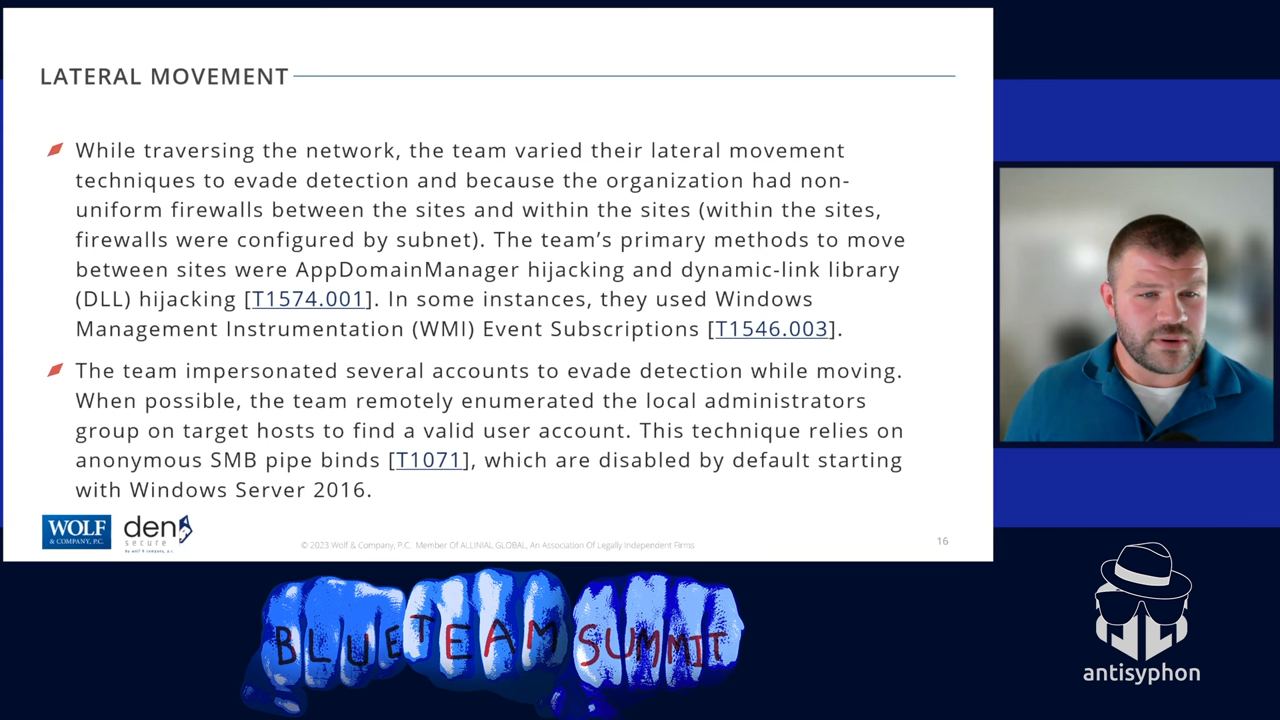 LATERAL MOVEMENT
While traversing the network, the team varied their lateral movement
techniques to evade detection and because the organization had non-
uniform firewalls between the sites and within the sites (within the sites,
firewalls were configured by subnet). The team’s primary methods to move
between sites were AppDomainManager hijacking and dynamic-link library
(DLL) hijacking [T1574.001]. In some instances, they used Windows
Management Instrumentation (WMI) Event Subscriptions [T1546.003].
The team impersonated several accounts to evade detection while moving.
When possible, the team remotely enumerated the local administrators
group on target hosts to find a valid user account. This technique relies on
anonymous SMB pipe binds [T1071], which are disabled by default starting
with Windows Server 2016.
WOLF
& COMPANY, P.C.
den
secure
by wolf & company, p.c.
© 2023 Wolf & Company, P.C. Member Of ALLINIAL GLOBAL, An Association Of Legally Independent Firms
16
BLUE TEAM SUMMIT
antisyphon